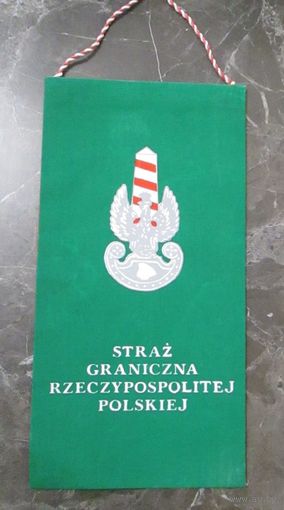 STRAŻ
GRANICZNA
RZECZYPOSPOLITEJ
POLSKIEJ